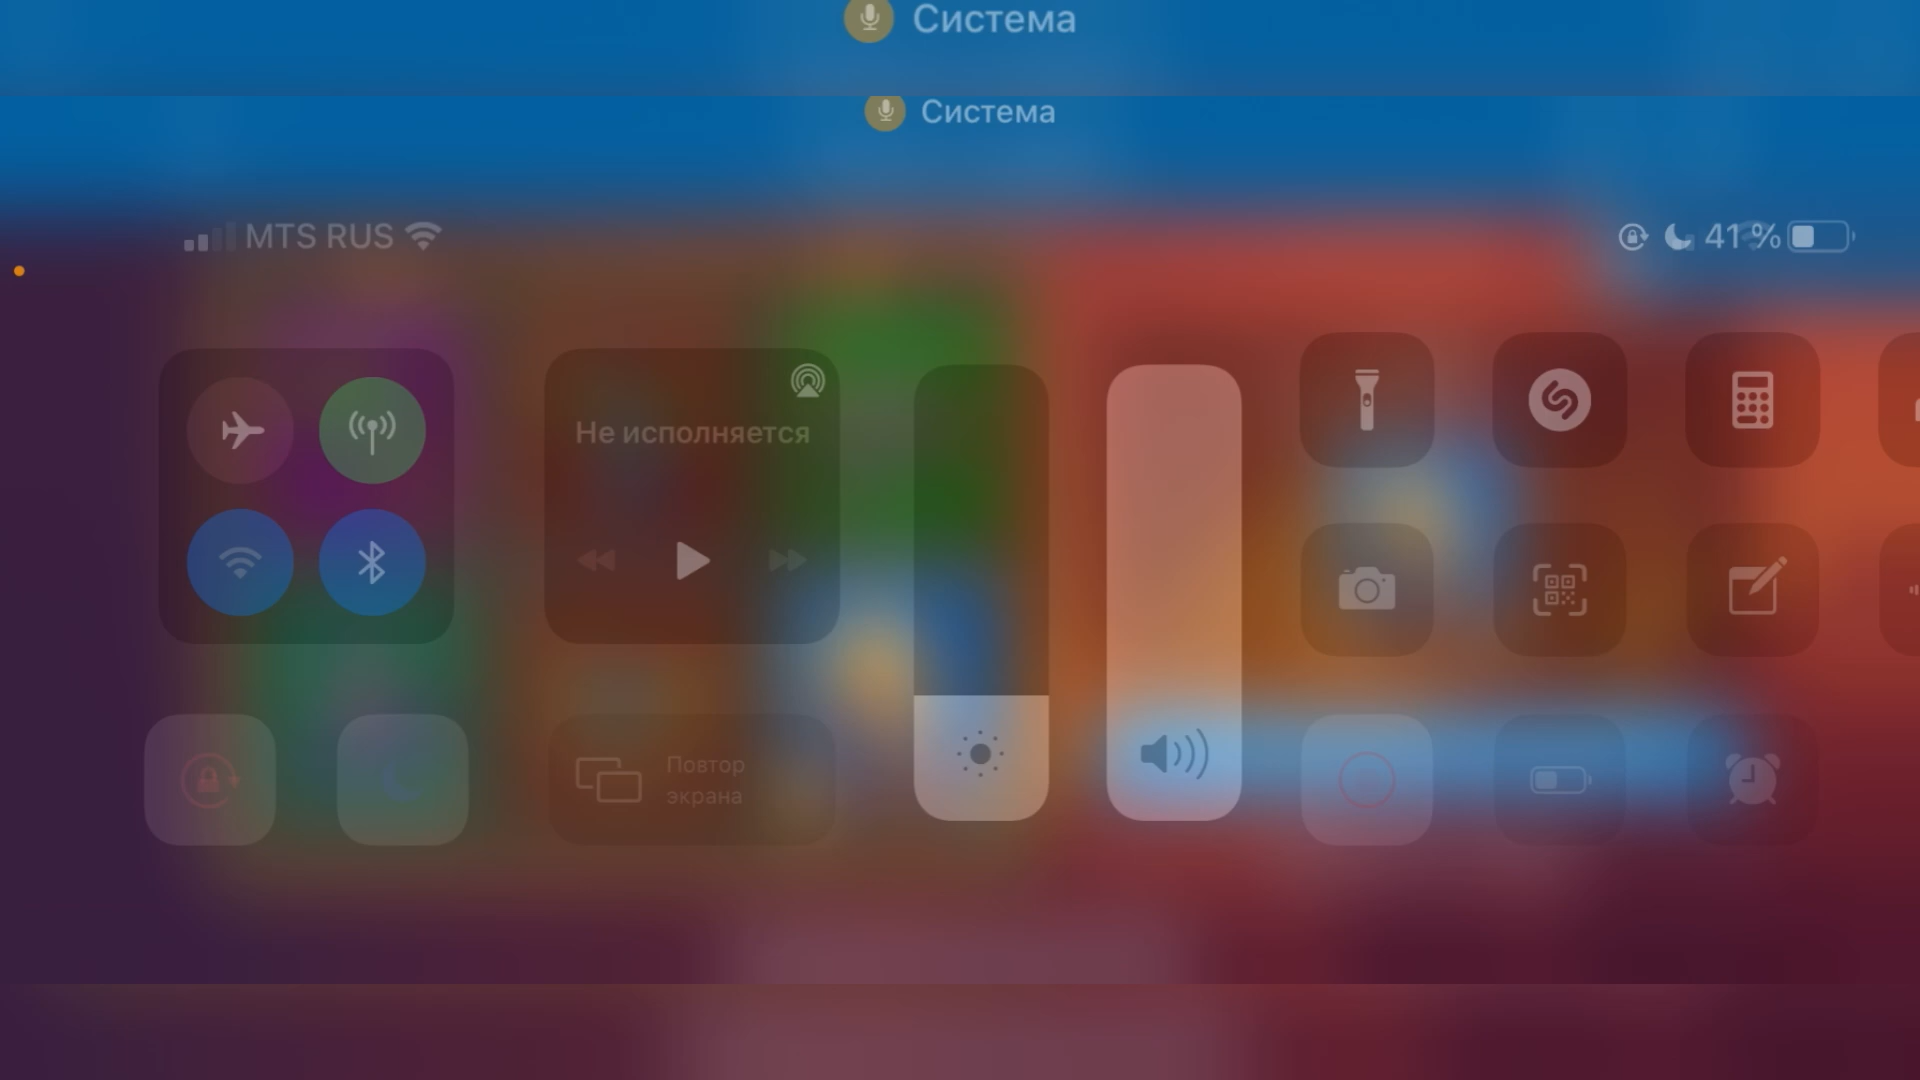 Система
Система
MTS RUS
41 %
Не исполняется
Повтор
экрана